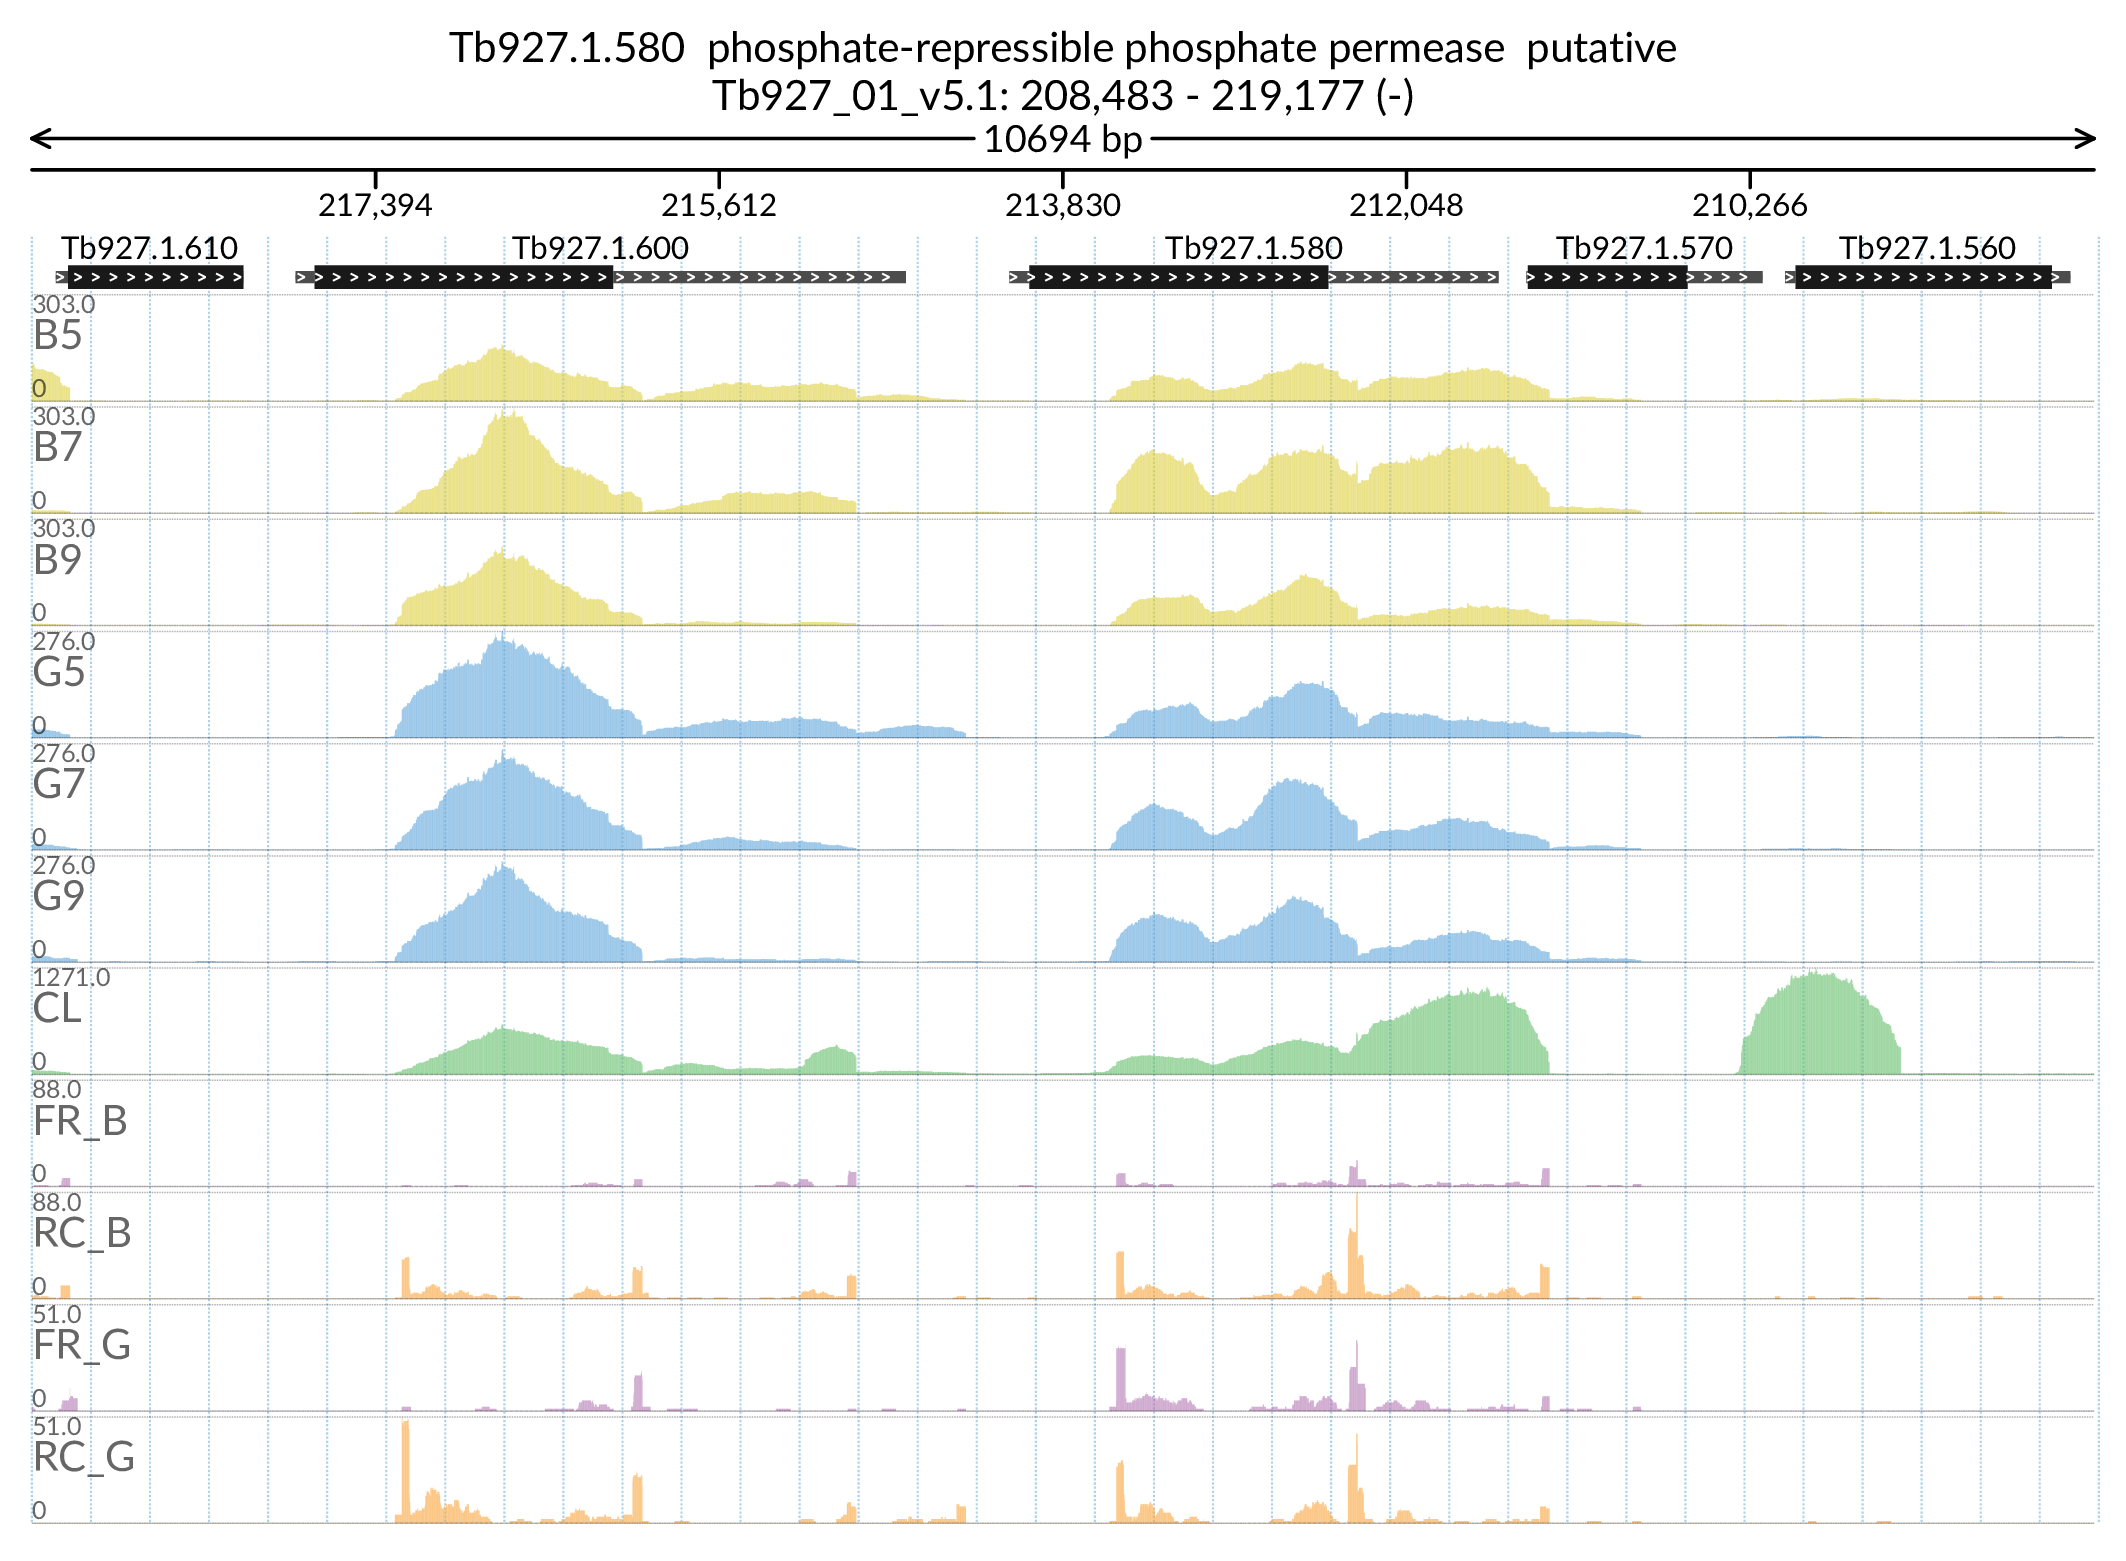 Tb927.1.580  phosphate-repressible phosphate permease  putative
Tb927_01_v5.1: 208,483 - 219,177 (-)
10694 bp
217,394 215,612 213,830 212,048 210,266
Tb927.1.610 Tb927.1.600 Tb927.1.580 Tb927.1.570 Tb927.1.560
303.0
B5
0
303.0
B7
0
303.0
B9
0
276.0
G5
0
276.0
G7
0
276.0
G9
0
1271.0
CL
0
88.0
FR_B
0
88.0
RC_B
0
51.0
FR_G
0
51.0
RC_G
0